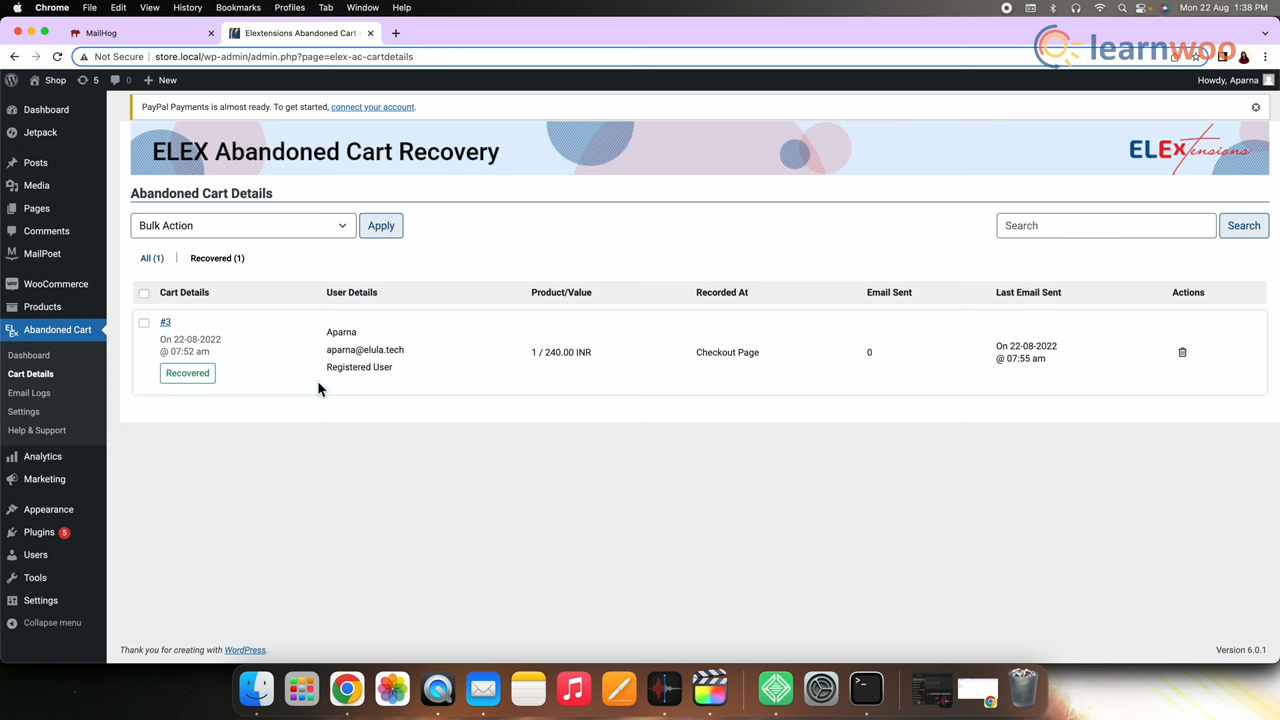 Chrome File Edit View History Bookmarks Profiles Tab Window Help
Mon 22 Aug 1:38 PM
MailHog
Elextensions Abandoned Cart
learnwoo
Not Secure store.local/wp-admin/admin.php?page=elex-ac-cartdetails
Shop 5 0 New
Howdy, Aparna
PayPal Payments is almost ready. To get started, connect your account.
ELEX Abandoned Cart Recovery
ELEXtensions
Dashboard
Jetpack
Posts
Media
Pages
Comments
MailPoet
WooCommerce
Products
Abandoned Cart
Dashboard
Cart Details
Email Logs
Settings
Help & Support
Analytics
Marketing
Appearance
Plugins 5
Users
Tools
Settings
Collapse menu
Abandoned Cart Details
Bulk Action
Apply
Search
Search
All (1) | Recovered (1)
Cart Details User Details Product/Value Recorded At Email Sent Last Email Sent Actions
#3
On 22-08-2022
@ 07:52 am
Recovered
Aparna
aparna@elula.tech
Registered User
1 / 240.00 INR
Checkout Page
0
On 22-08-2022
@ 07:55 am
Thank you for creating with WordPress.
Version 6.0.1